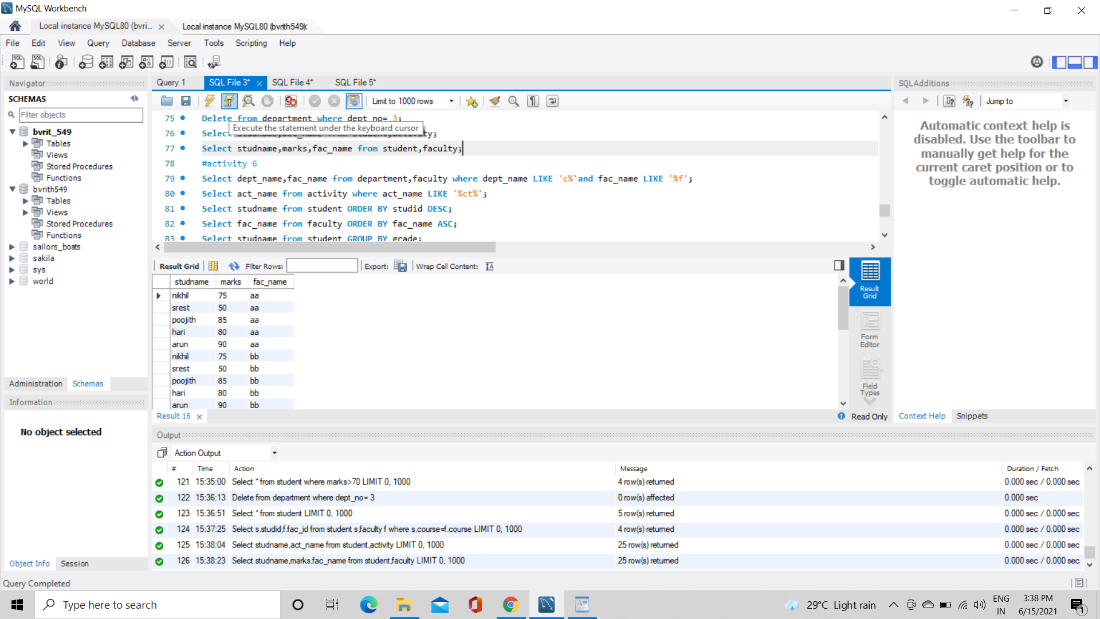 MySQL Workbench
Local instance MySQL80 (bvri... × Local instance MySQL80 (bvrith549) ×
File Edit View Query Database Server Tools Scripting Help
Navigator
SCHEMAS
Filter objects
bvrit_549
Tables
Views
Stored Procedures
Functions
bvrith549
Tables
Views
Stored Procedures
Functions
sailors_boats
sakila
sys
world
Administration Schemas
Information
No object selected
Object Info Session
Query Completed
Query 1 SQL File 3* × SQL File 4* SQL File 5*
Limit to 1000 rows
75 Delete from department where dept_no= 3;
Execute the statement under the keyboard cursor
76 Select
77 Select studname,marks,fac_name from student,faculty;
78 #activity 6
79 Select dept_name,fac_name from department,faculty where dept_name LIKE 'c%'and fac_name LIKE '%f';
80 Select act_name from activity where act_name LIKE '%ct%';
81 Select studname from student ORDER BY studid DESC;
82 Select fac_name from faculty ORDER BY fac_name ASC;
83 Select studname from student GROUP BY grade;
Result Grid Filter Rows: Export: Wrap Cell Content:
studname marks fac_name
nikhil 75 aa
srest 50 aa
poojith 85 aa
hari 80 aa
arun 90 aa
nikhil 75 bb
srest 50 bb
poojith 85 bb
hari 80 bb
arun 90 bb
Result Grid
Form Editor
Field Types
Result 16 × Read Only
SQLAdditions
Jump to
Automatic context help is
disabled. Use the toolbar to
manually get help for the
current caret position or to
toggle automatic help.
Context Help Snippets
Output
Action Output
# Time Action Message Duration / Fetch
121 15:35:00 Select * from student where marks>70 LIMIT 0, 1000 4 row(s) returned 0.000 sec / 0.000 sec
122 15:36:13 Delete from department where dept_no= 3 0 row(s) affected 0.000 sec
123 15:36:51 Select * from student LIMIT 0, 1000 5 row(s) returned 0.000 sec / 0.000 sec
124 15:37:25 Select s.studid,f.fac_id from student s,faculty f where s.course=f.course LIMIT 0, 1000 4 row(s) returned 0.000 sec / 0.000 sec
125 15:38:04 Select studname,act_name from student,activity LIMIT 0, 1000 25 row(s) returned 0.000 sec / 0.000 sec
126 15:38:23 Select studname,marks,fac_name from student,faculty LIMIT 0, 1000 25 row(s) returned 0.000 sec / 0.000 sec
Type here to search
29°C Light rain
ENG
IN
3:38 PM
6/15/2021
1